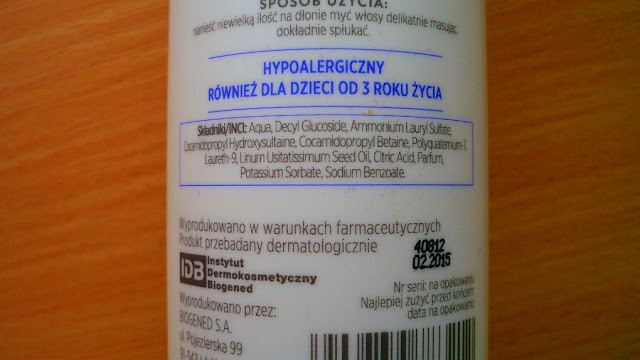 SPOSÓB UŻYCIA:
nanieść niewielką ilość na dłonie myć włosy delikatnie masując,
dokładnie spłukać.
HYPOALERGICZNY
RÓWNIEŻ DLA DZIECI OD 3 ROKU ŻYCIA
Składniki/INCI: Aqua, Decyl Glucoside, Ammonium Lauryl Sulfate,
Cocamidopropyl Hydroxysultaine, Cocamidopropyl Betaine, Polyquaternium-7,
Laureth-9, Linum Usitatissimum Seed Oil, Citric Acid, Parfum,
Potassium Sorbate, Sodium Benzoate.
Wyprodukowano w warunkach farmaceutycznych
Produkt przebadany dermatologicznie
40812
02.2015
IDB Instytut
Dermokosmetyczny
Biogened
Nr serii: na opakowaniu
Najlepiej zużyć przed końcem
data na opakowaniu
Wyprodukowano przez:
BIOGENED S.A.
ul. Pojezierska 99